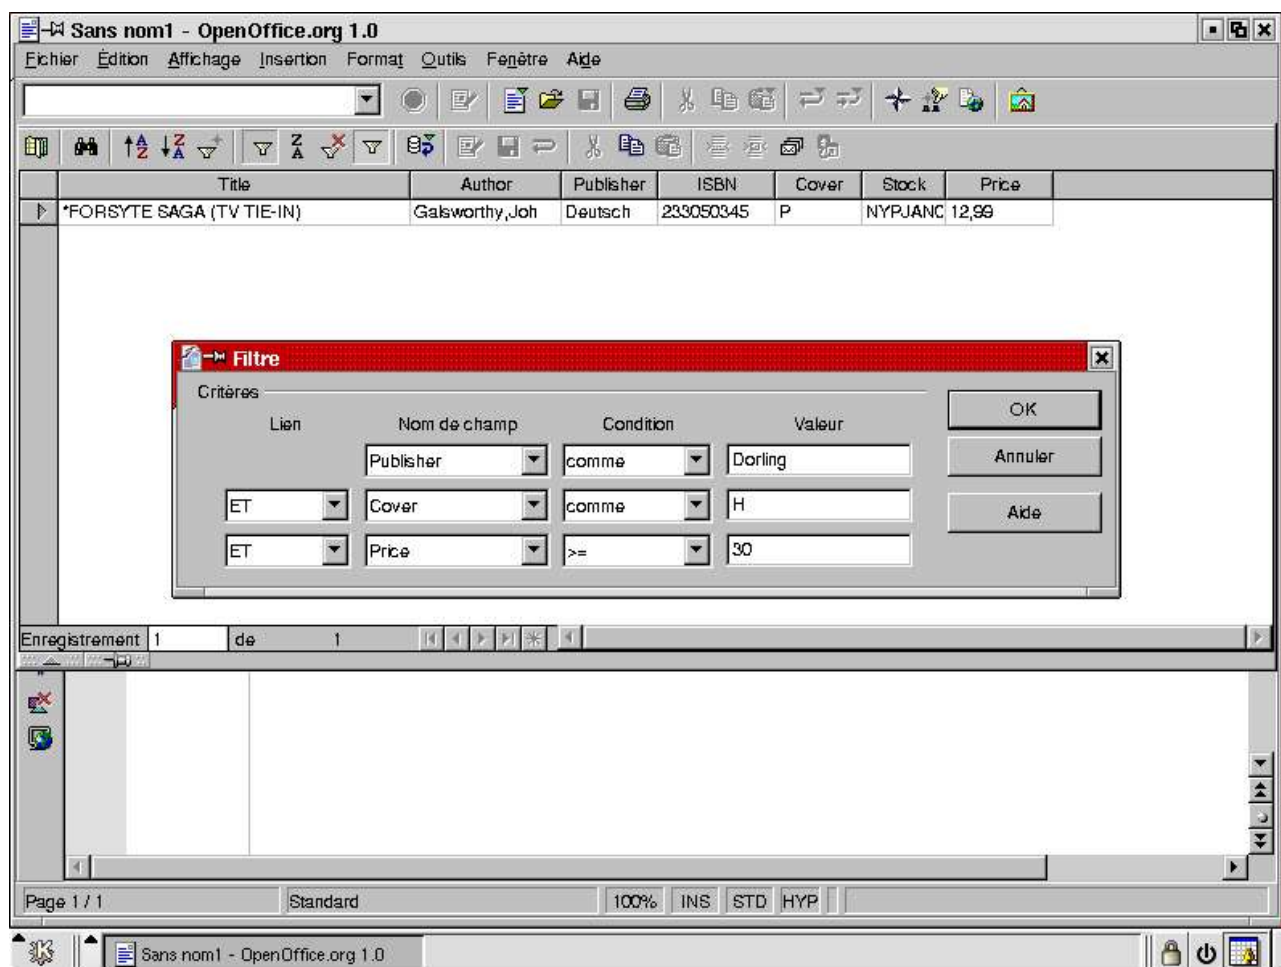 Sans nom1 - OpenOffice.org 1.0
Fichier Édition Affichage Insertion Format Outils Fenêtre Aide
Title Author Publisher ISBN Cover Stock Price
*FORSYTE SAGA (TV TIE-IN) Galsworthy,Joh Deutsch 233050345 P NYPJANC 12,99
Filtre
Critères
Lien Nom de champ Condition Valeur
OK
Publisher comme Dorling
Annuler
ET Cover comme H
Aide
ET Price >= 30
Enregistrement 1 de 1
Page 1 / 1 Standard 100% INS STD HYP
Sans nom1 - OpenOffice.org 1.0